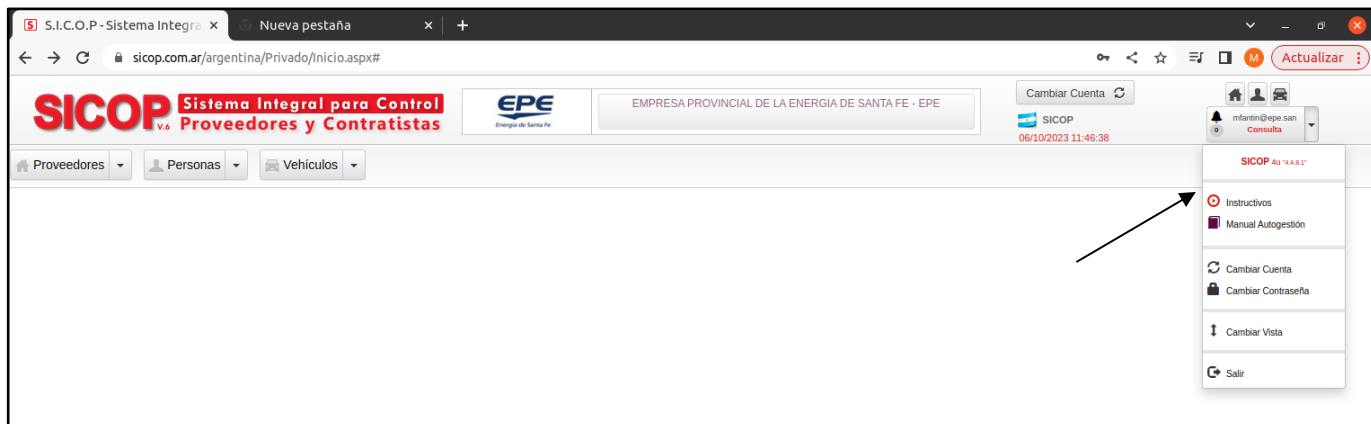 S.I.C.O.P - Sistema Integra
Nueva pestaña
sicop.com.ar/argentina/Privado/Inicio.aspx#
M
Actualizar
SICOP V.6
Sistema Integral para Control
Proveedores y Contratistas
EPE
Energía de Santa Fe
EMPRESA PROVINCIAL DE LA ENERGIA DE SANTA FE - EPE
Cambiar Cuenta
SICOP
06/10/2023 11:46:38
mfantin@epe.san
0
Consulta
Proveedores
Personas
Vehículos
SICOP 4u "4.4.8.1"
Instructivos
Manual Autogestión
Cambiar Cuenta
Cambiar Contraseña
Cambiar Vista
Salir